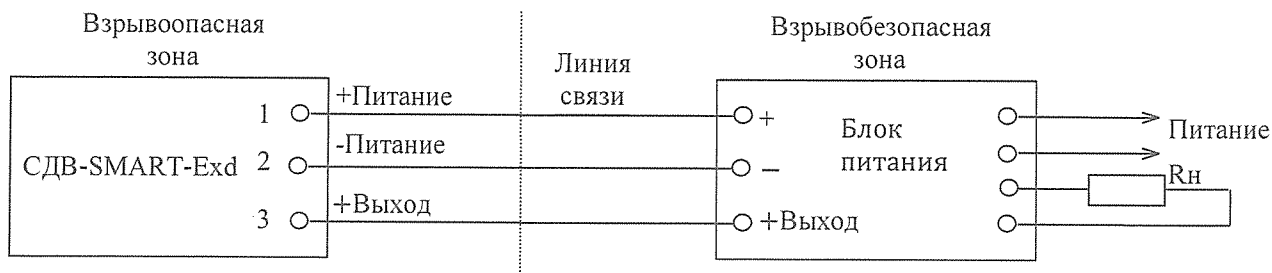 Взрывоопасная
зона
Взрывобезопасная
зона
Линия
связи
СДВ-SMART-Exd
1
+Питание
2
-Питание
3
+Выход
+
–
+Выход
Блок
питания
Питание
Rн